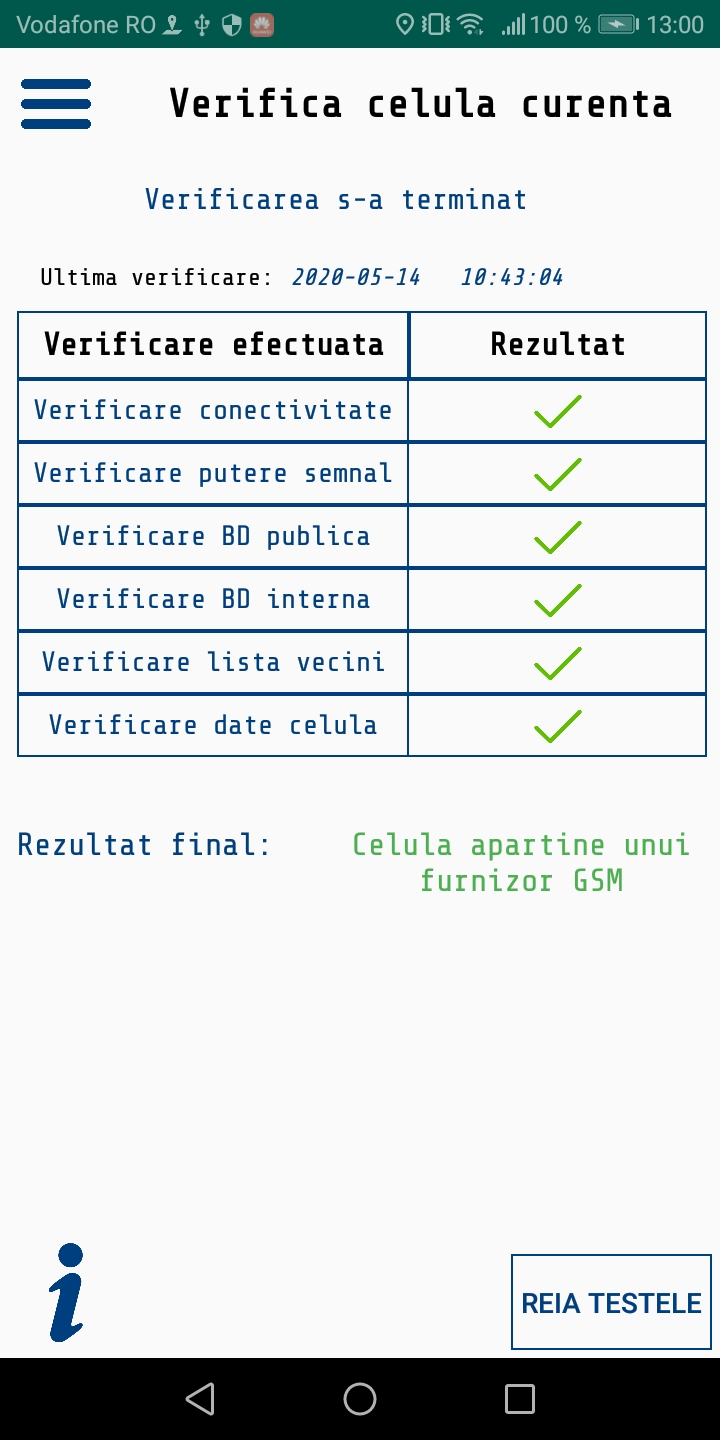 Vodafone RO 100 % 13:00
Verifica celula curenta
Verificarea s-a terminat
Ultima verificare: 2020-05-14 10:43:04
Verificare efectuata Rezultat
Verificare conectivitate
Verificare putere semnal
Verificare BD publica
Verificare BD interna
Verificare lista vecini
Verificare date celula
Rezultat final: Celula apartine unui
furnizor GSM
REIA TESTELE